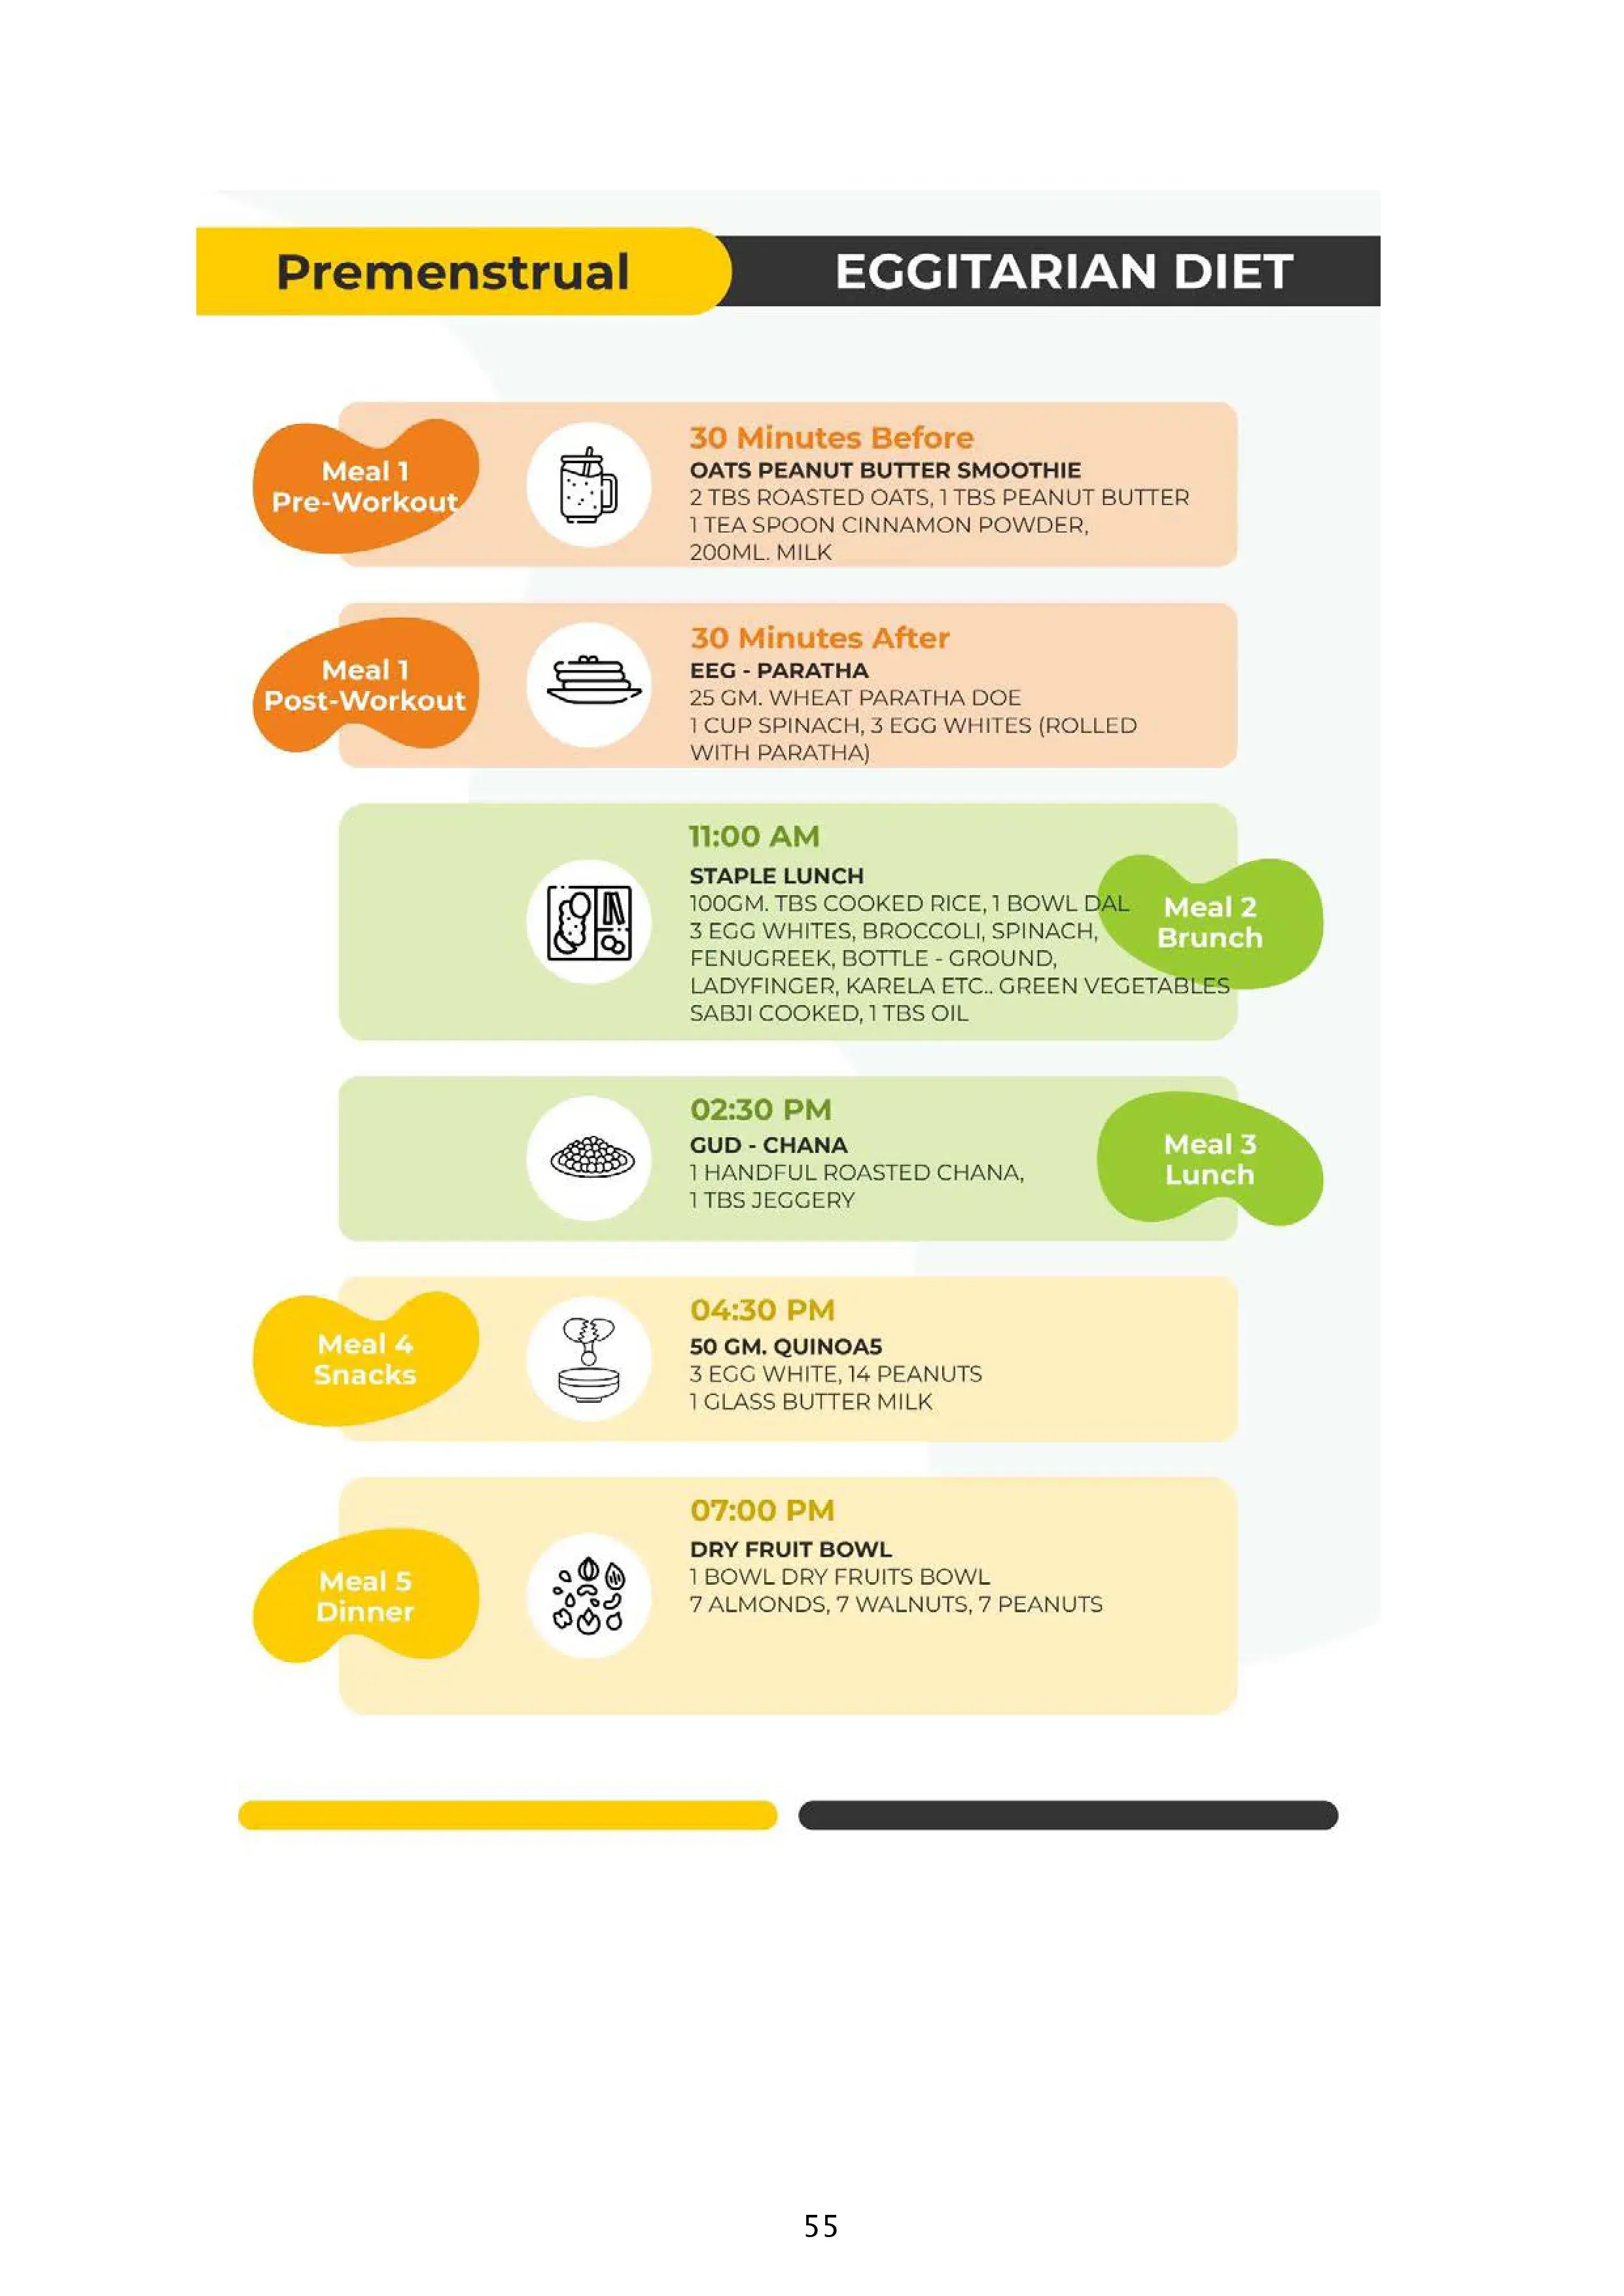 Premenstrual
EGGITARIAN DIET
Meal 1
Pre-Workout
30 Minutes Before
OATS PEANUT BUTTER SMOOTHIE
2 TBS ROASTED OATS, 1 TBS PEANUT BUTTER
1 TEA SPOON CINNAMON POWDER,
200ML. MILK
Meal 1
Post-Workout
30 Minutes After
EEG - PARATHA
25 GM. WHEAT PARATHA DOE
1 CUP SPINACH, 3 EGG WHITES (ROLLED
WITH PARATHA)
11:00 AM
STAPLE LUNCH
100GM. TBS COOKED RICE, 1 BOWL DAL
3 EGG WHITES, BROCCOLI, SPINACH,
FENUGREEK, BOTTLE - GROUND,
LADYFINGER, KARELA ETC.. GREEN VEGETABLES
SABJI COOKED, 1 TBS OIL
Meal 2
Brunch
02:30 PM
GUD - CHANA
1 HANDFUL ROASTED CHANA,
1 TBS JEGGERY
Meal 3
Lunch
Meal 4
Snacks
04:30 PM
50 GM. QUINOA5
3 EGG WHITE, 14 PEANUTS
1 GLASS BUTTER MILK
Meal 5
Dinner
07:00 PM
DRY FRUIT BOWL
1 BOWL DRY FRUITS BOWL
7 ALMONDS, 7 WALNUTS, 7 PEANUTS
55